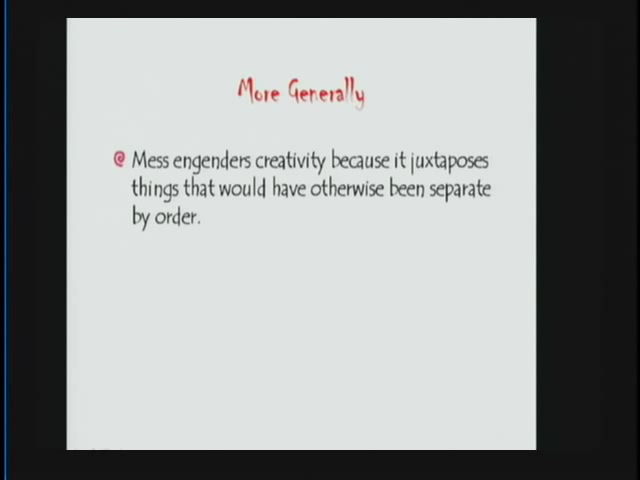 More Generally
Mess engenders creativity because it juxtaposes
things that would have otherwise been separate
by order.